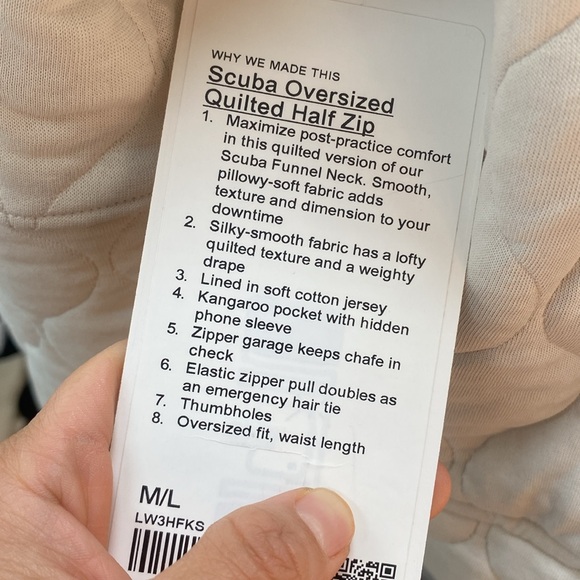 WHY WE MADE THIS
Scuba Oversized
Quilted Half Zip
1. Maximize post-practice comfort
in this quilted version of our
Scuba Funnel Neck. Smooth,
pillowy-soft fabric adds
texture and dimension to your
downtime
2. Silky-smooth fabric has a lofty
quilted texture and a weighty
drape
3. Lined in soft cotton jersey
4. Kangaroo pocket with hidden
phone sleeve
5. Zipper garage keeps chafe in
check
6. Elastic zipper pull doubles as
an emergency hair tie
7. Thumbholes
8. Oversized fit, waist length
M/L
LW3HFKS